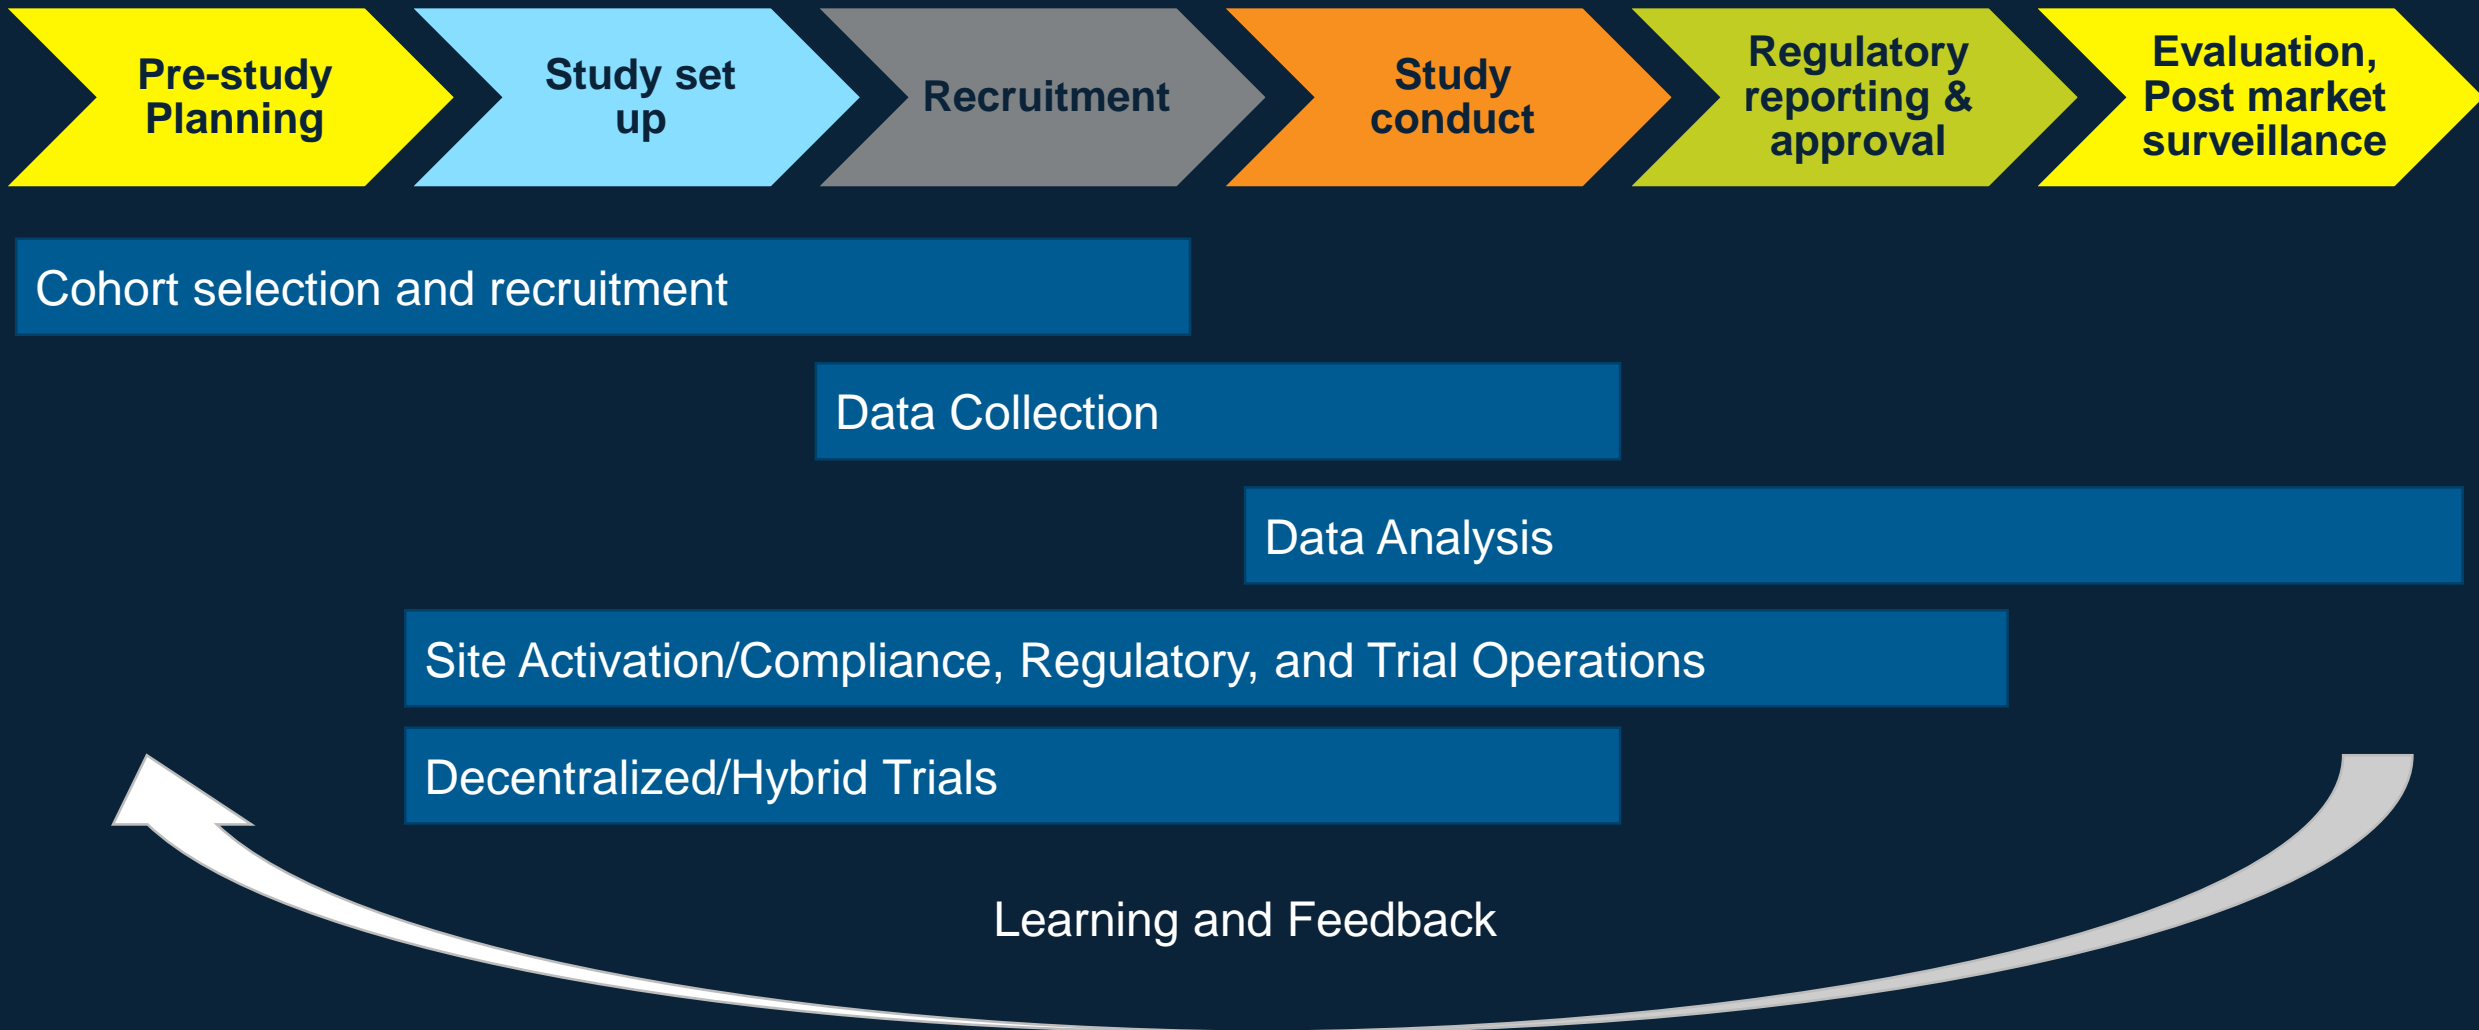 Pre-study
Planning
Study set
up
Recruitment
Study
conduct
Regulatory
reporting &
approval
Evaluation,
Post market
surveillance
Cohort selection and recruitment
Data Collection
Data Analysis
Site Activation/Compliance, Regulatory, and Trial Operations
Decentralized/Hybrid Trials
Learning and Feedback